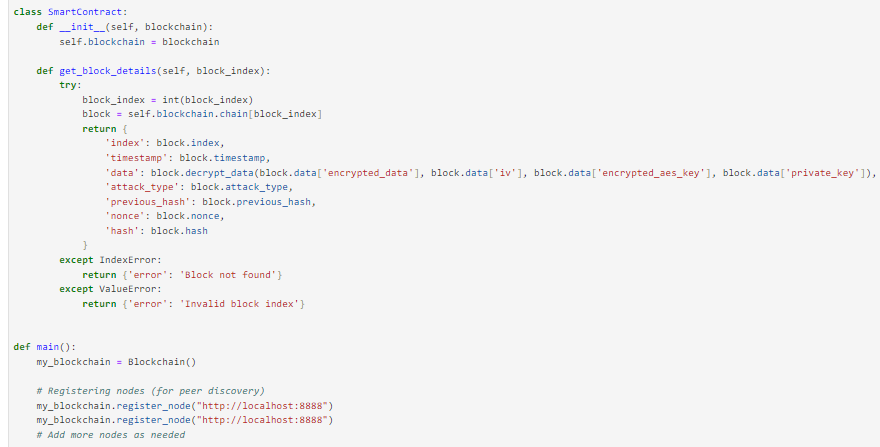 class SmartContract:
    def __init__(self, blockchain):
        self.blockchain = blockchain

    def get_block_details(self, block_index):
        try:
            block_index = int(block_index)
            block = self.blockchain.chain[block_index]
            return {
                'index': block.index,
                'timestamp': block.timestamp,
                'data': block.decrypt_data(block.data['encrypted_data'], block.data['iv'], block.data['encrypted_aes_key'], block.data['private_key']),
                'attack_type': block.attack_type,
                'previous_hash': block.previous_hash,
                'nonce': block.nonce,
                'hash': block.hash
            }
        except IndexError:
            return {'error': 'Block not found'}
        except ValueError:
            return {'error': 'Invalid block index'}


def main():
    my_blockchain = Blockchain()

    # Registering nodes (for peer discovery)
    my_blockchain.register_node("http://localhost:8888")
    my_blockchain.register_node("http://localhost:8888")
    # Add more nodes as needed